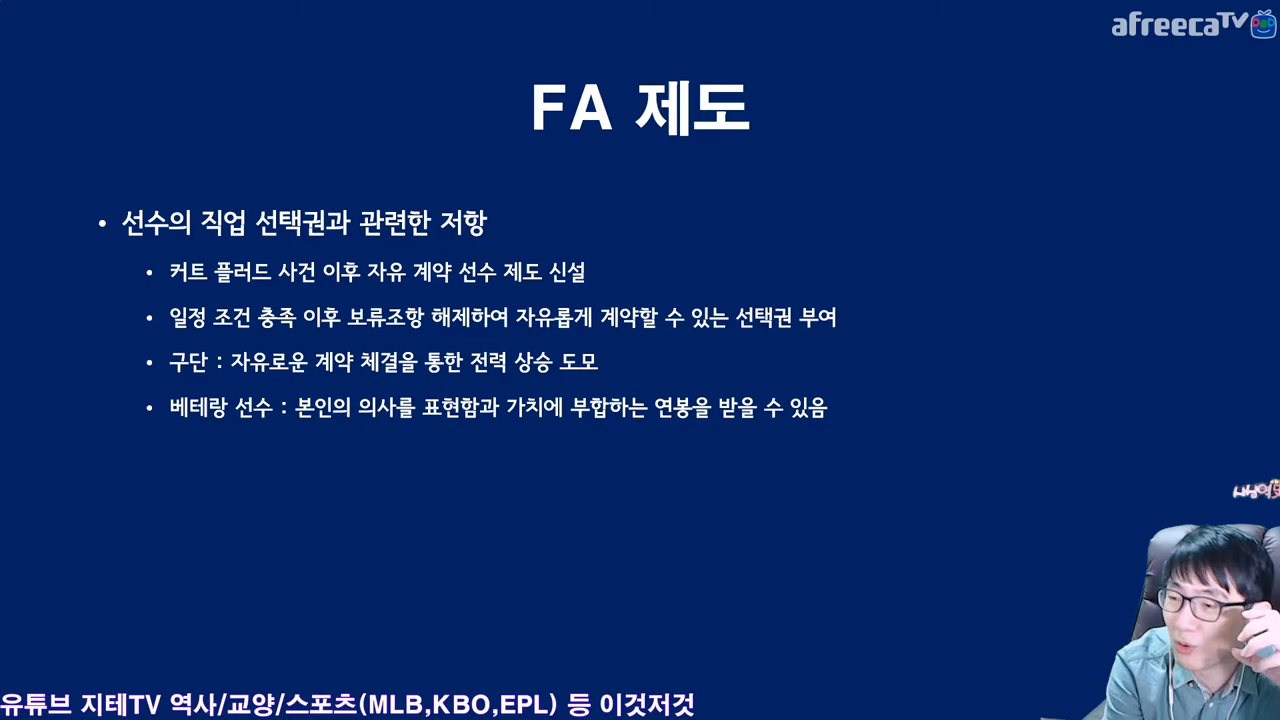 afreecaTV
FA 제도
• 선수의 직업 선택권과 관련한 저항
• 커트 플러드 사건 이후 자유 계약 선수 제도 신설
• 일정 조건 충족 이후 보류조항 해제하여 자유롭게 계약할 수 있는 선택권 부여
• 구단 : 자유로운 계약 체결을 통한 전력 상승 도모
• 베테랑 선수 : 본인의 의사를 표현함과 가치에 부합하는 연봉을 받을 수 있음
유튜브 지테TV 역사/교양/스포츠(MLB,KBO,EPL) 등 이것저것